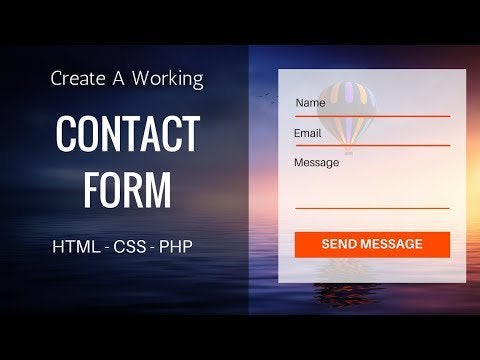 Create A Working
CONTACT
FORM
HTML - CSS - PHP
Name
Email
Message
SEND MESSAGE